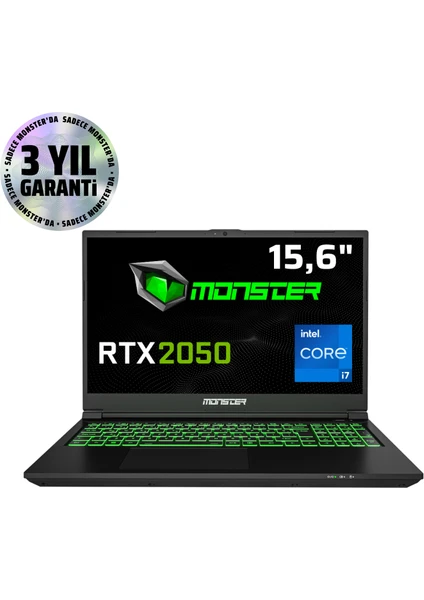 SADECE MONSTER'DA • SADECE MONSTER'DA
3 YIL
GARANTİ
SADECE MONSTER'DA • SADECE MONSTER'DA
15,6"
MONSTER
RTX2050
intel
CORE
i7
MONSTER